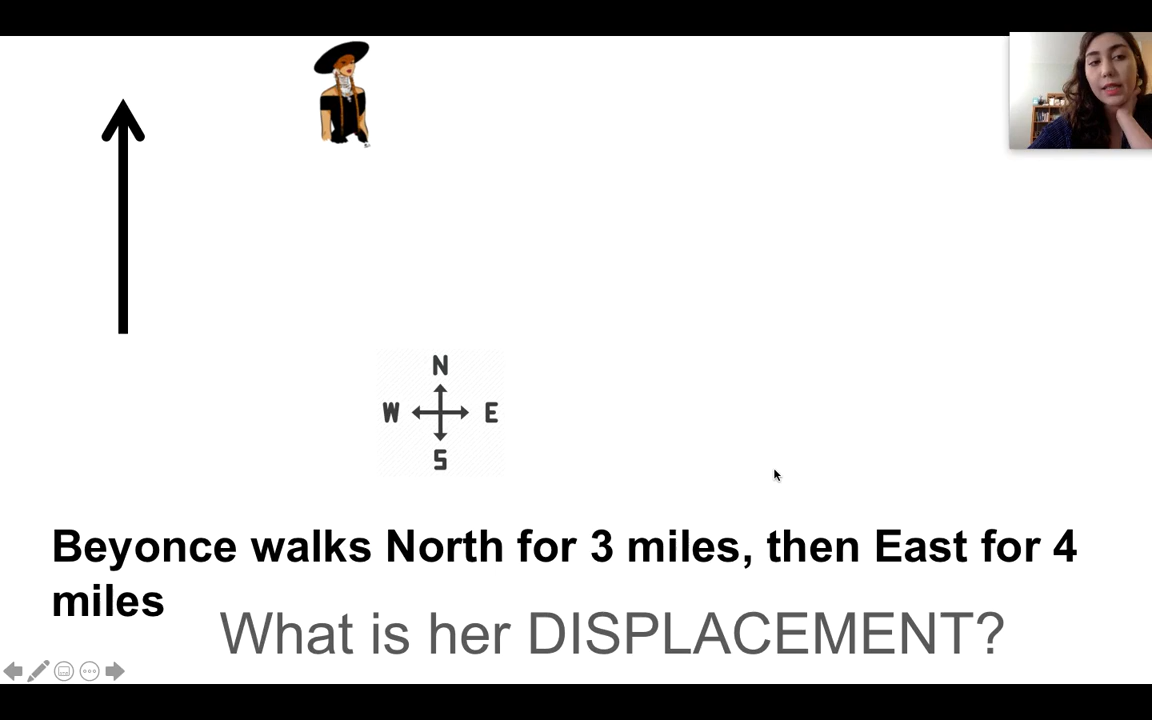 N
W E
S
Beyonce walks North for 3 miles, then East for 4
miles
What is her DISPLACEMENT?